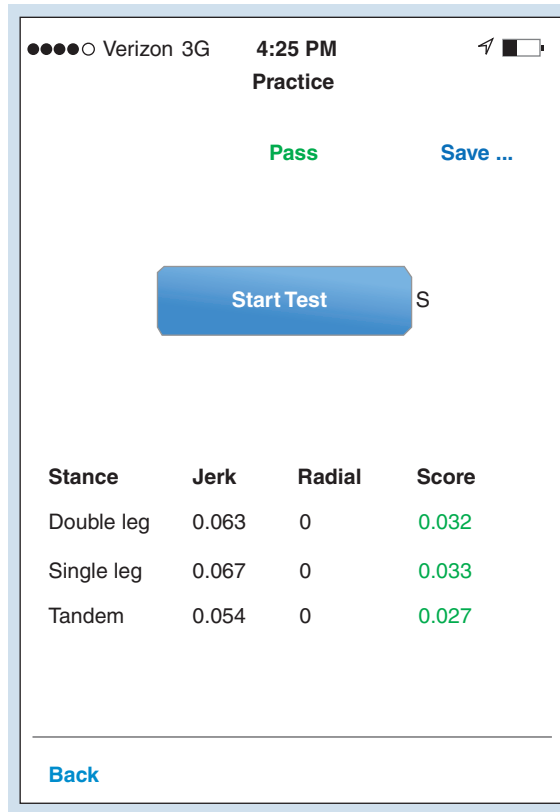 Verizon 3G 4:25 PM
Practice
Pass Save ...
Start Test S
Stance Jerk Radial Score
Double leg 0.063 0 0.032
Single leg 0.067 0 0.033
Tandem 0.054 0 0.027
Back